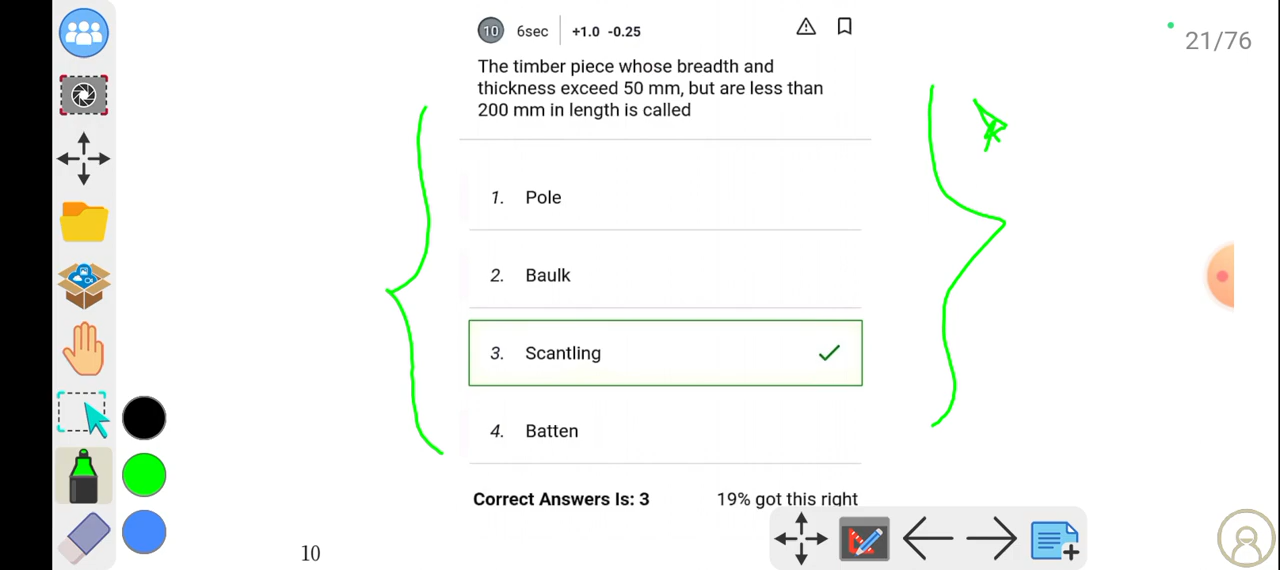 10 6sec +1.0 -0.25
21/76
The timber piece whose breadth and
thickness exceed 50 mm, but are less than
200 mm in length is called
1. Pole
2. Baulk
3. Scantling
4. Batten
Correct Answers Is: 3 19% got this right
10